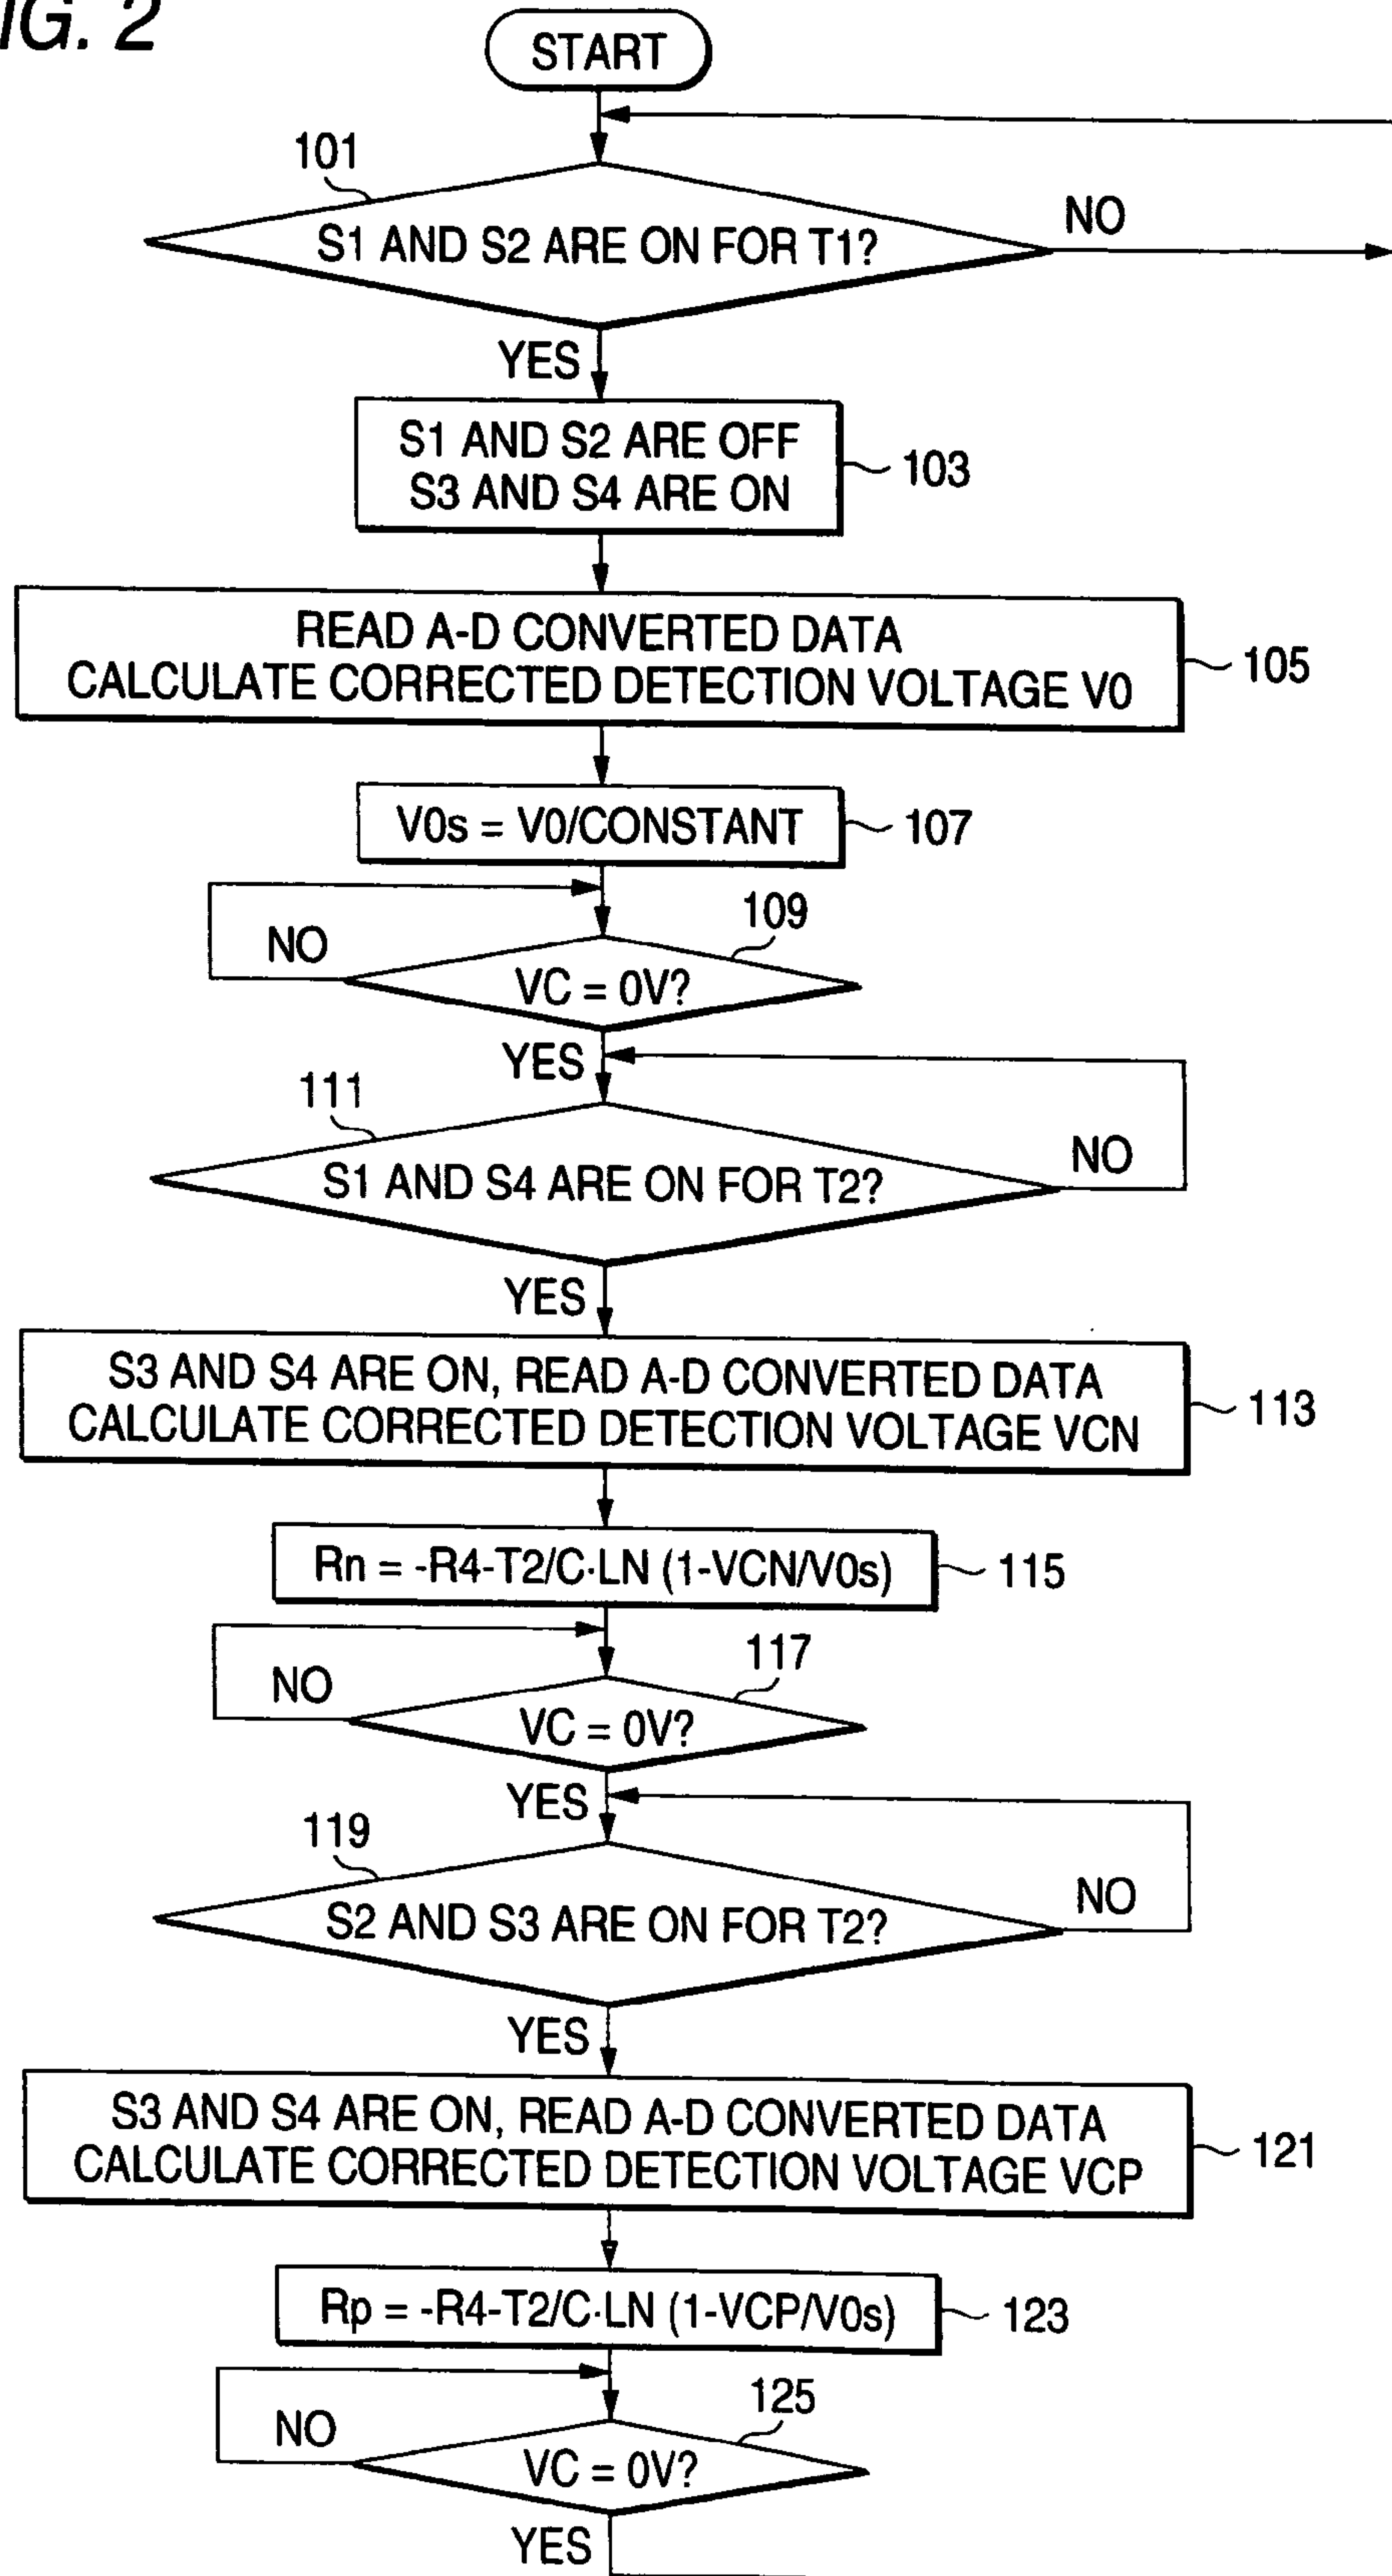 IG. 2
START
101
S1 AND S2 ARE ON FOR T1?
NO
YES
S1 AND S2 ARE OFF
S3 AND S4 ARE ON
103
READ A-D CONVERTED DATA
CALCULATE CORRECTED DETECTION VOLTAGE V0
105
V0s = V0/CONSTANT
107
109
NO
VC = 0V?
YES
111
NO
S1 AND S4 ARE ON FOR T2?
YES
S3 AND S4 ARE ON, READ A-D CONVERTED DATA
CALCULATE CORRECTED DETECTION VOLTAGE VCN
113
Rn = -R4-T2/C·LN (1-VCN/V0s)
115
117
NO
VC = 0V?
YES
119
NO
S2 AND S3 ARE ON FOR T2?
YES
S3 AND S4 ARE ON, READ A-D CONVERTED DATA
CALCULATE CORRECTED DETECTION VOLTAGE VCP
121
Rp = -R4-T2/C·LN (1-VCP/V0s)
123
125
NO
VC = 0V?
YES